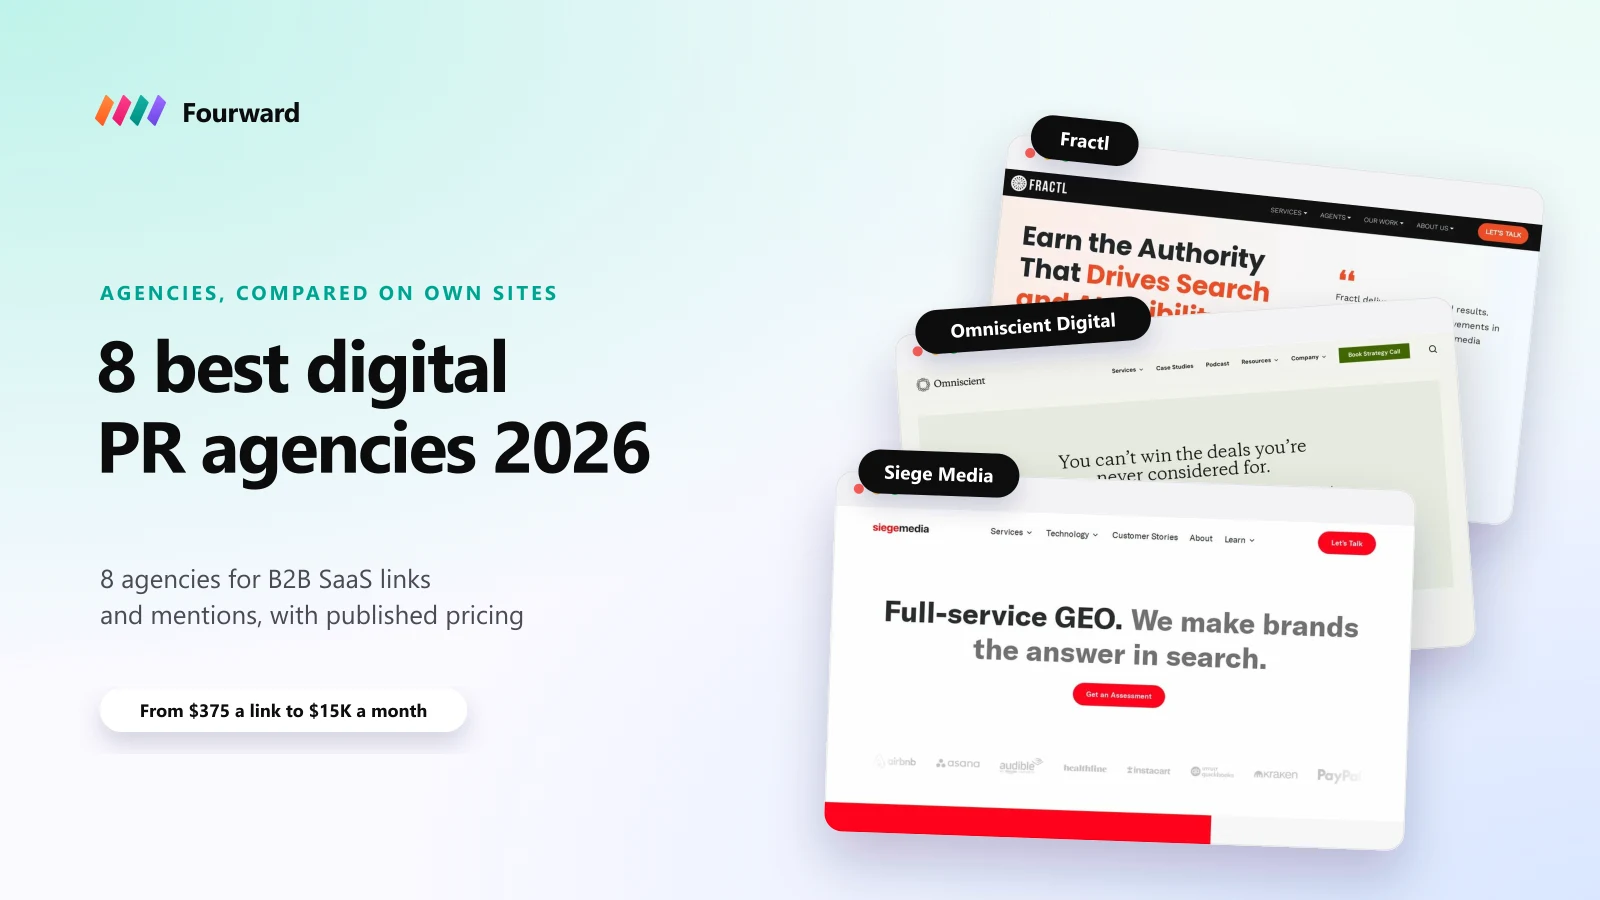 Fourward
AGENCIES, COMPARED ON OWN SITES
8 best digital
PR agencies 2026
8 agencies for B2B SaaS links
and mentions, with published pricing
From $375 a link to $15K a month
Fractl
FRACTL
SERVICES AGENTS OUR WORK ABOUT US LET'S TALK
Earn the Authority
That Drives Search
and
Fractl results,
media
Omniscient Digital
Omniscient
Services Case Studies Podcast Resources Company Book Strategy Call
You can't win the deals you're
never considered for.
Siege Media
siegemedia
Services Technology Customer Stories About Learn Let's Talk
Full-service GEO. We make brands
the answer in search.
Get an Assessment
airbnb asana audible healthline instacart intuit quickbooks kraken PayPal